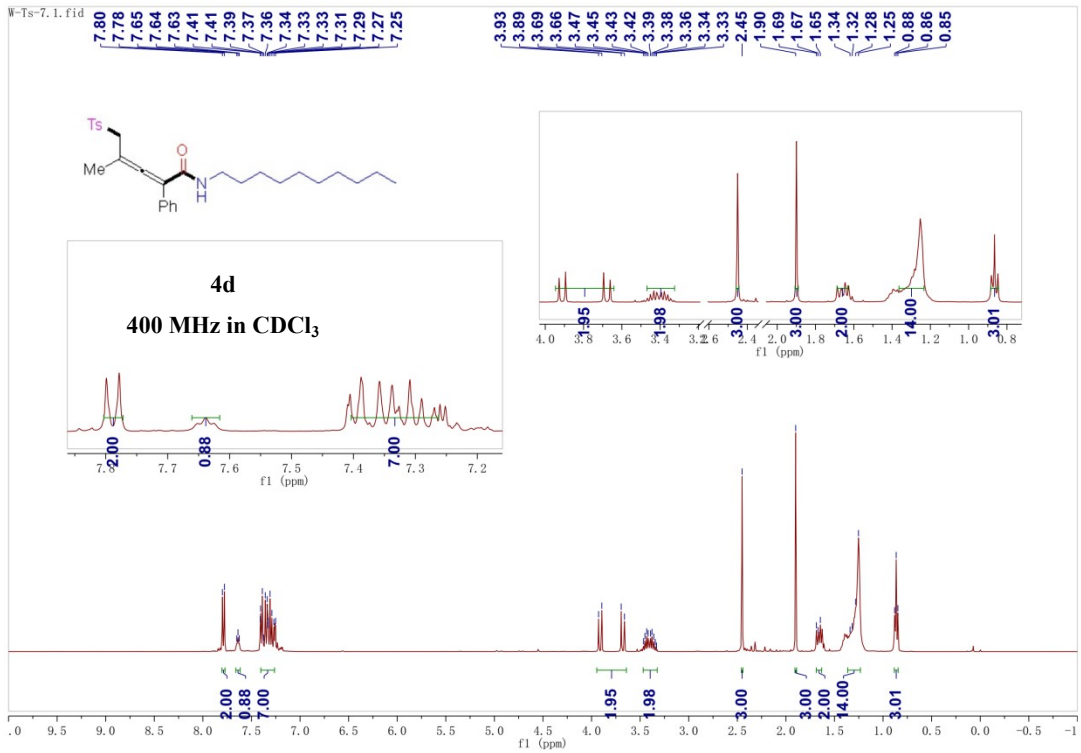 W-Ts-7.1.fid
7.80 7.78 7.65 7.64 7.63 7.41 7.41 7.39 7.37 7.36 7.34 7.33 7.33 7.31 7.29 7.27 7.25 3.93 3.89 3.69 3.66 3.47 3.45 3.43 3.42 3.39 3.38 3.36 3.34 3.33 2.45 1.90 1.69 1.67 1.65 1.34 1.32 1.28 1.25 0.88 0.86 0.85
Ts
Me
O
N
H
Ph
1.95 1.98 3.00 3.00 2.00 14.00 3.01
4.0 3.8 3.6 3.4 3.2 2.6 2.4 2.0 1.8 1.6 1.4 1.2 1.0 0.8
f1 (ppm)
4d
400 MHz in CDCl3
2.00 0.88 7.00
7.8 7.7 7.6 7.5 7.4 7.3 7.2
f1 (ppm)
2.00 0.88 7.00 1.95 1.98 3.00 3.00 2.00 14.00 3.01
.0 9.5 9.0 8.5 8.0 7.5 7.0 6.5 6.0 5.5 5.0 4.5 4.0 3.5 3.0 2.5 2.0 1.5 1.0 0.5 0.0 -0.5 -1
f1 (ppm)